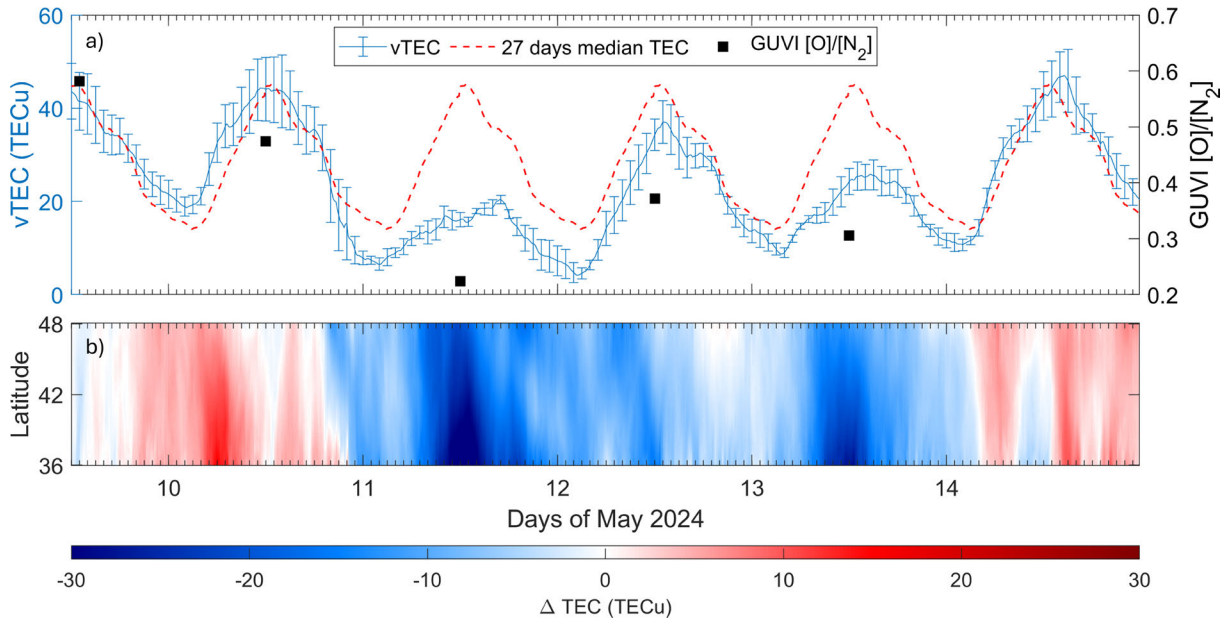 a)
vTEC
27 days median TEC
GUVI [O]/[N2]
60
40
20
0
vTEC (TECu)
0.7
0.6
0.5
0.4
0.3
0.2
GUVI [O]/[N2]
b)
48
42
36
Latitude
10
11
12
13
14
Days of May 2024
-30
-20
-10
0
10
20
30
Δ TEC (TECu)